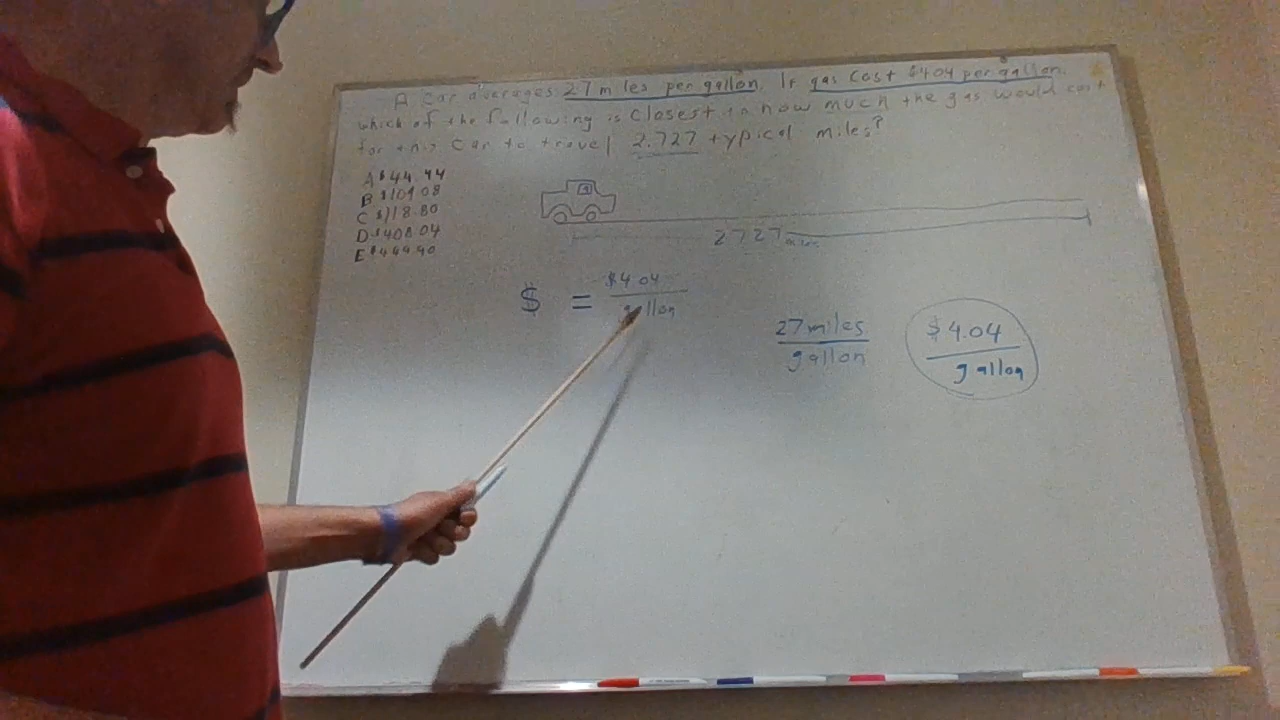 A car averages 27 miles per gallon. If gas cost $4.04 per gallon,
which of the following is closest to how much the gas would cost
for this car to travel 2.727 typical miles?
A $44.44
B $109.08
C $118.80
D $408.04
E $444.40
2727 miles
$ = $4.04
gallon
27 miles
gallon
$4.04
gallon